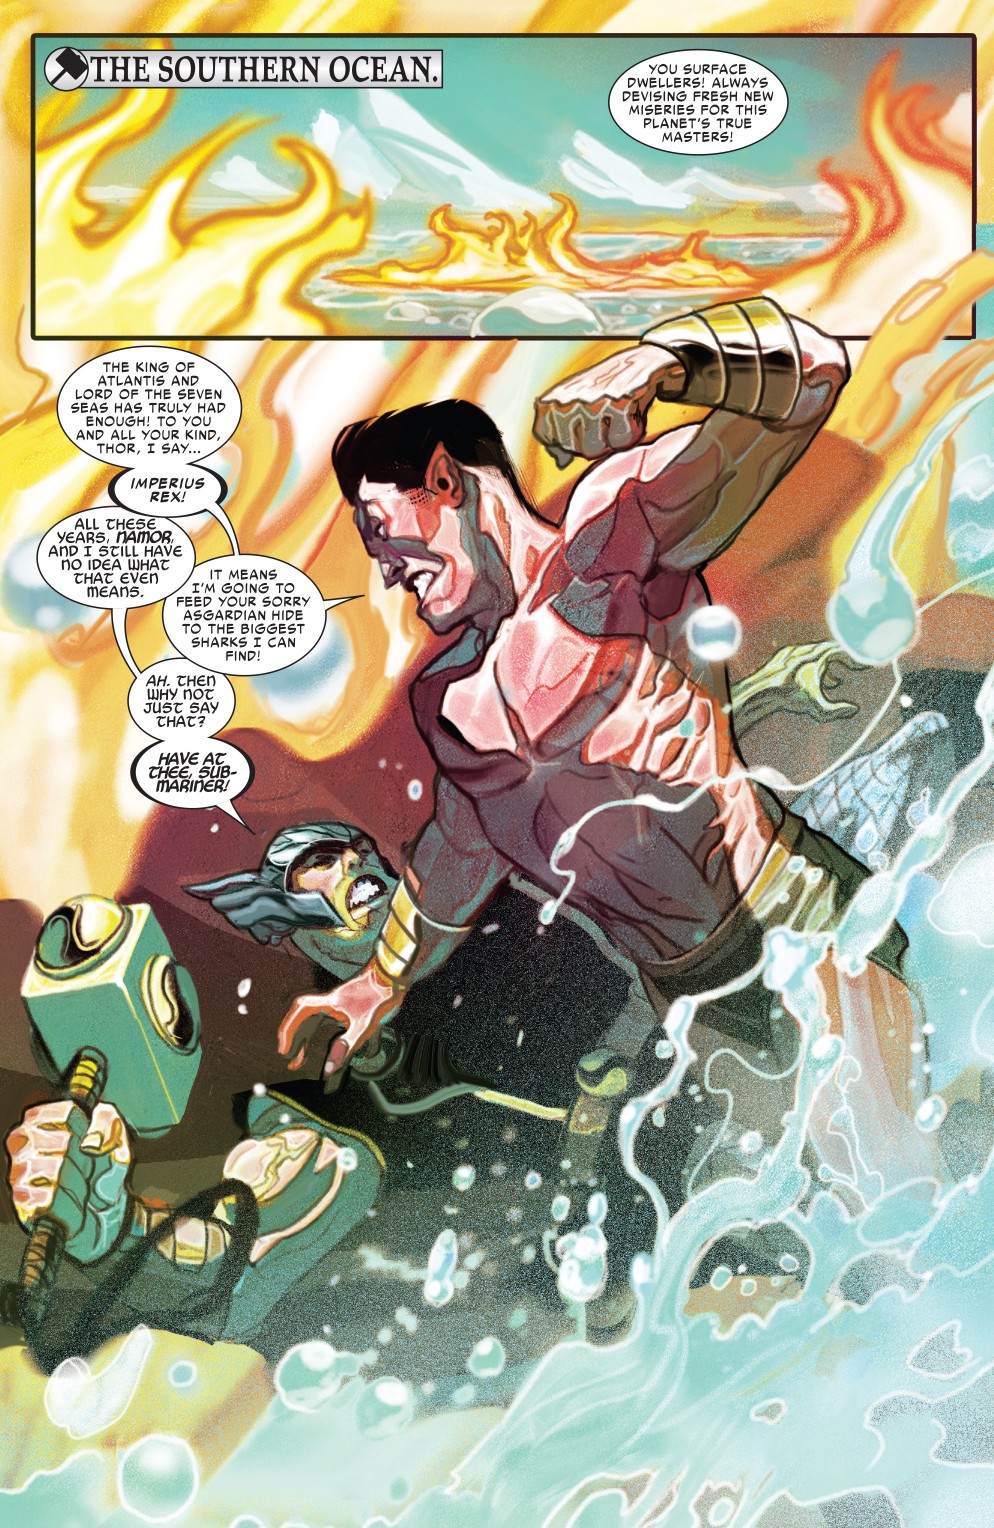 THE SOUTHERN OCEAN.
YOU SURFACE
DWELLERS! ALWAYS
DEVISING FRESH NEW
MISERIES FOR THIS
PLANET'S TRUE
MASTERS!
THE KING OF
ATLANTIS AND
LORD OF THE SEVEN
SEAS HAS TRULY HAD
ENOUGH! TO YOU
AND ALL YOUR KIND,
THOR, I SAY...
IMPERIUS
REX!
ALL THESE
YEARS, NAMOR,
AND I STILL HAVE
NO IDEA WHAT
THAT EVEN
MEANS.
IT MEANS
I'M GOING TO
FEED YOUR SORRY
ASGARDIAN HIDE
TO THE BIGGEST
SHARKS I CAN
FIND!
AH. THEN
WHY NOT
JUST SAY
THAT?
HAVE AT
THEE, SUB-
MARINER!